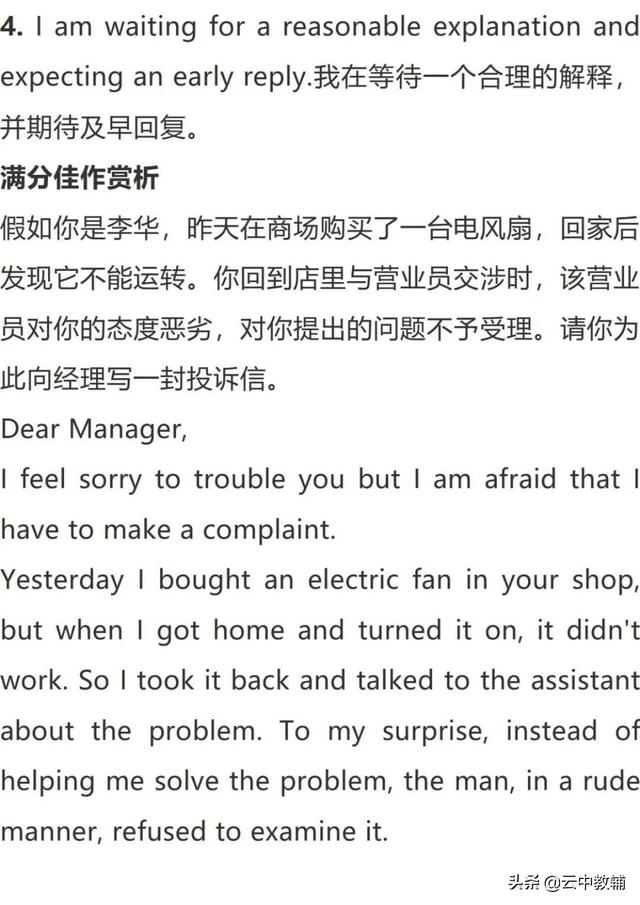 4. I am waiting for a reasonable explanation and
expecting an early reply.我在等待一个合理的解释，
并期待及早回复。
满分佳作赏析
假如你是李华，昨天在商场购买了一台电风扇，回家后
发现它不能运转。你回到店里与营业员交涉时，该营业
员对你的态度恶劣，对你提出的问题不予受理。请你为
此向经理写一封投诉信。
Dear Manager,
I feel sorry to trouble you but I am afraid that I
have to make a complaint.
Yesterday I bought an electric fan in your shop,
but when I got home and turned it on, it didn't
work. So I took it back and talked to the assistant
about the problem. To my surprise, instead of
helping me solve the problem, the man, in a rude
manner, refused to examine it.
头条 @云中教辅